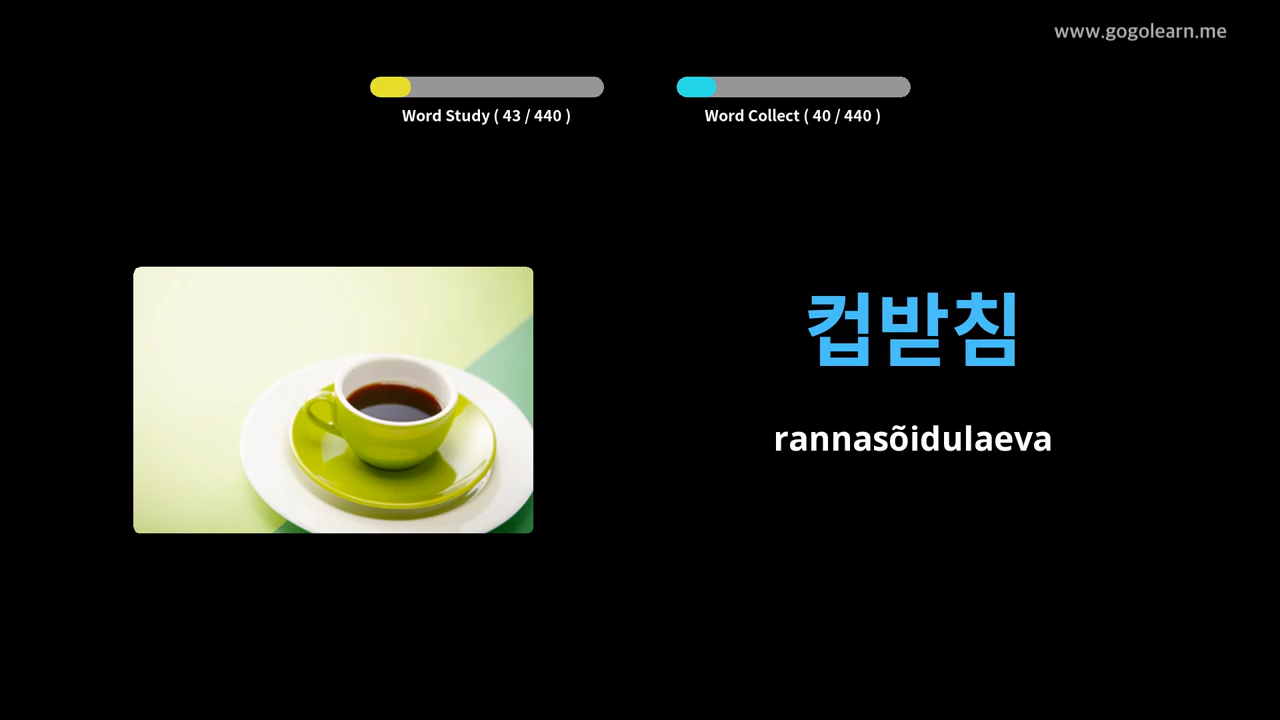 www.gogolearn.me
Word Study ( 43 / 440 )
Word Collect ( 40 / 440 )
컵받침
rannasõidulaeva